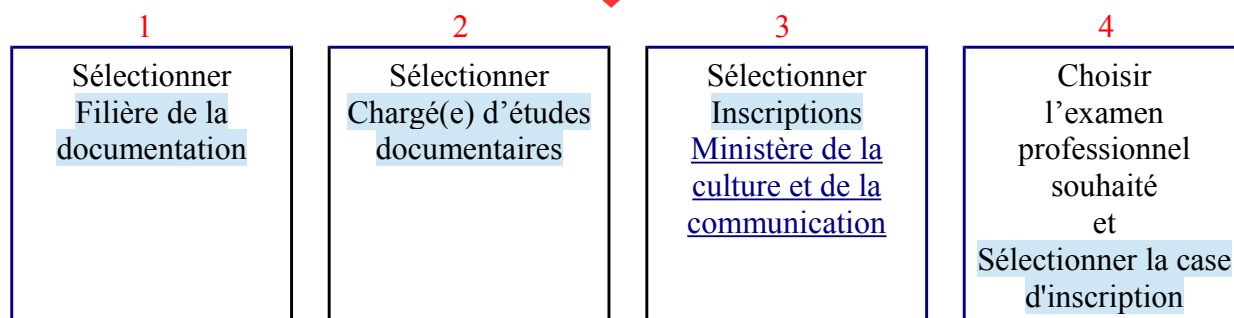 1
Sélectionner
Filière de la
documentation
2
Sélectionner
Chargé(e) d’études
documentaires
3
Sélectionner
Inscriptions
Ministère de la
culture et de la
communication
4
Choisir
l’examen
professionnel
souhaité
et
Sélectionner la case
d'inscription